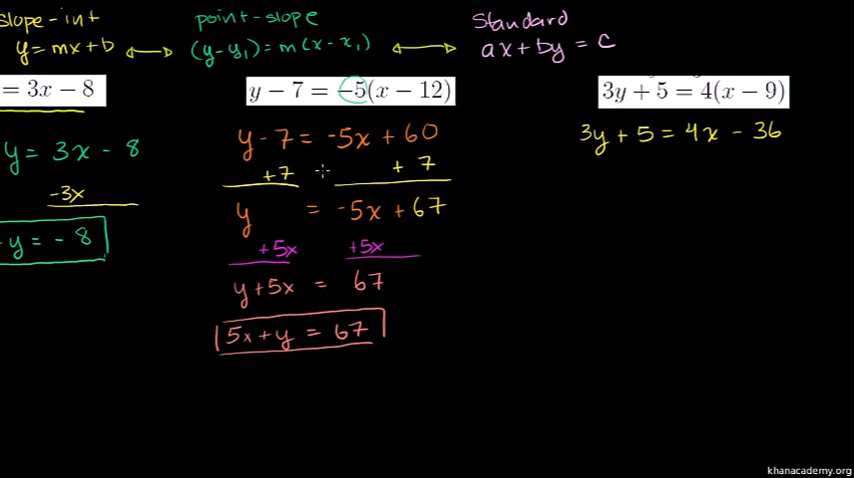 slope-int
y = mx + b
point-slope
(y - y₁) = m(x - x₁)
Standard
ax + by = c
= 3x − 8
y = 3x - 8
-3x
-y = -8
y − 7 = −5(x − 12)
y - 7 = -5x + 60
+7 + 7
y = -5x + 67
+5x +5x
y + 5x = 67
5x + y = 67
3y + 5 = 4(x − 9)
3y + 5 = 4x - 36
khanacademy.org